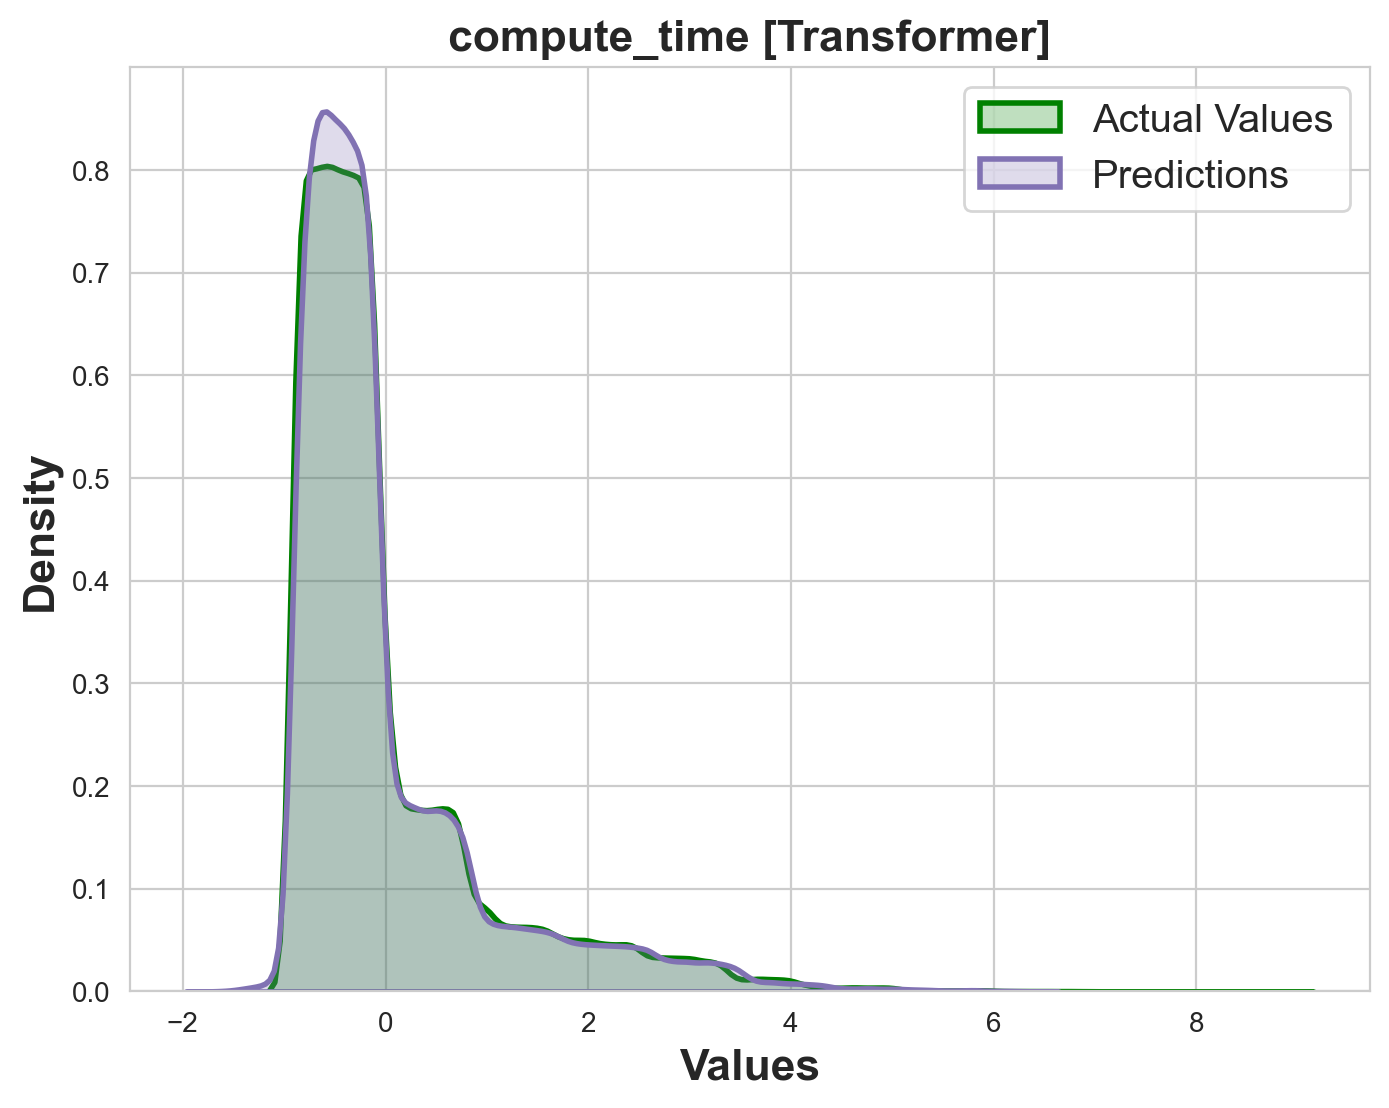 compute_time [Transformer]
Actual Values
Predictions
Density
0.8
0.7
0.6
0.5
0.4
0.3
0.2
0.1
0.0
−2 0 2 4 6 8
Values